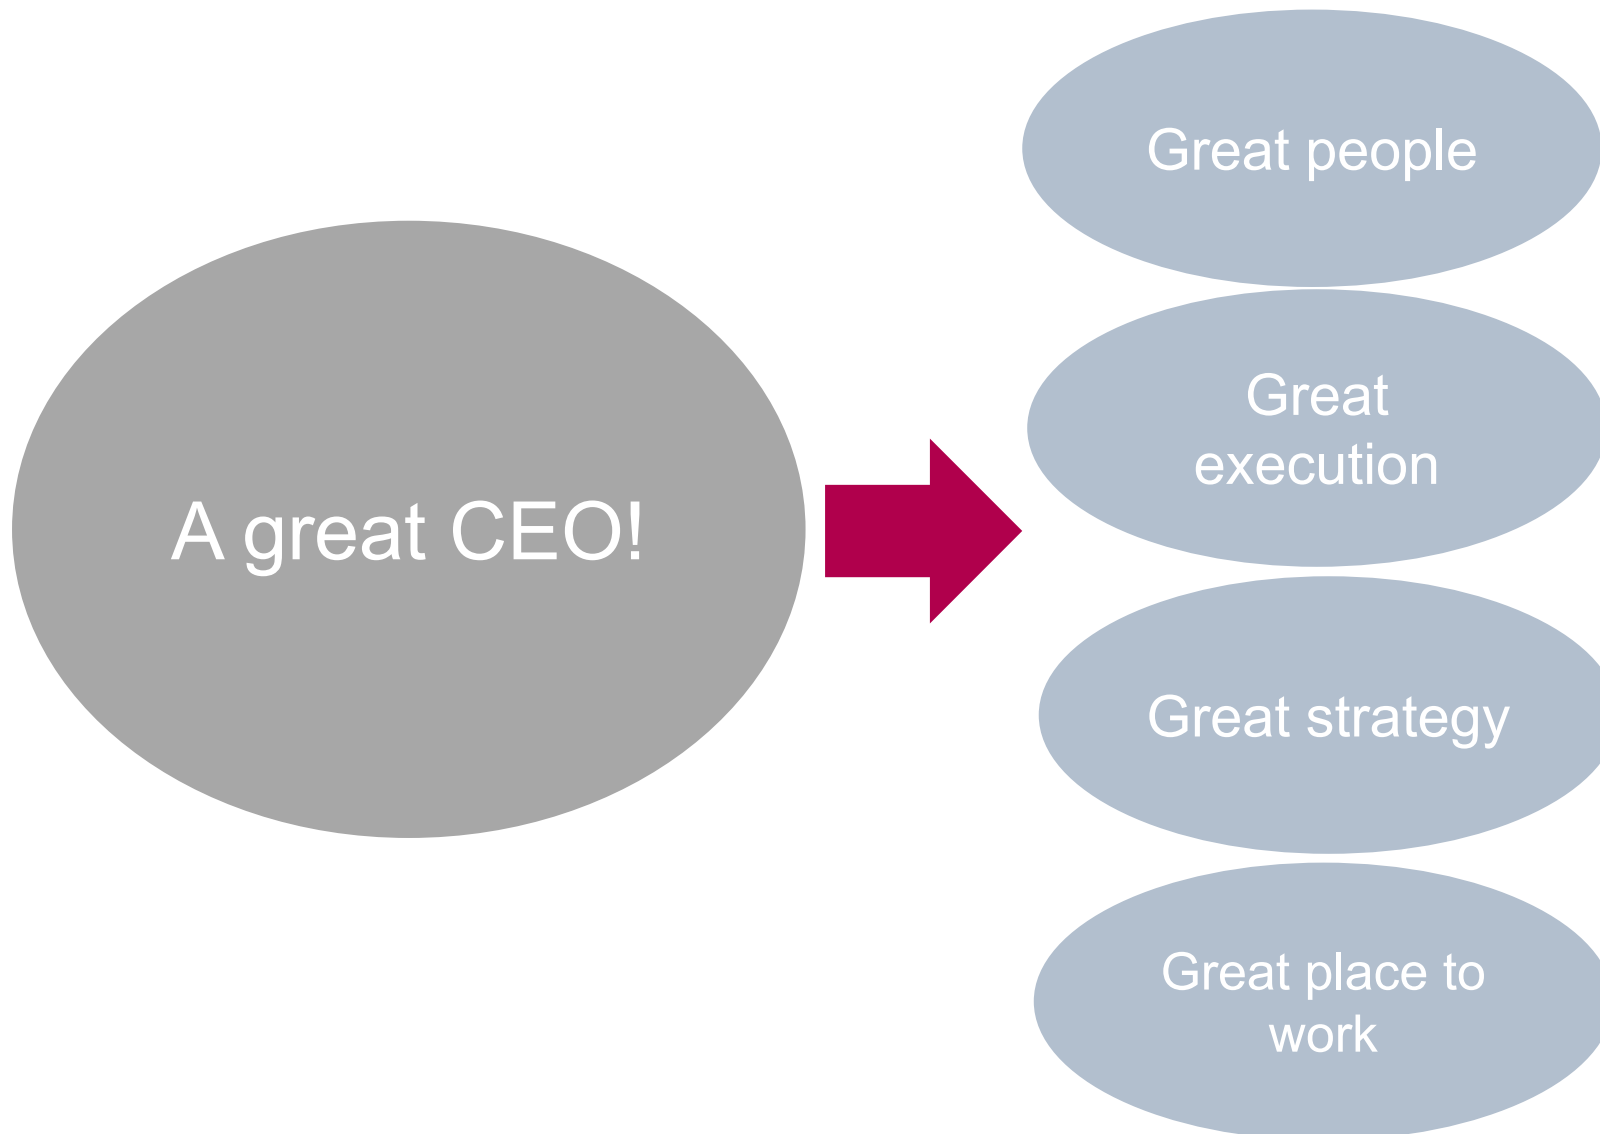 A great CEO!
Great people
Great
execution
Great strategy
Great place to
work